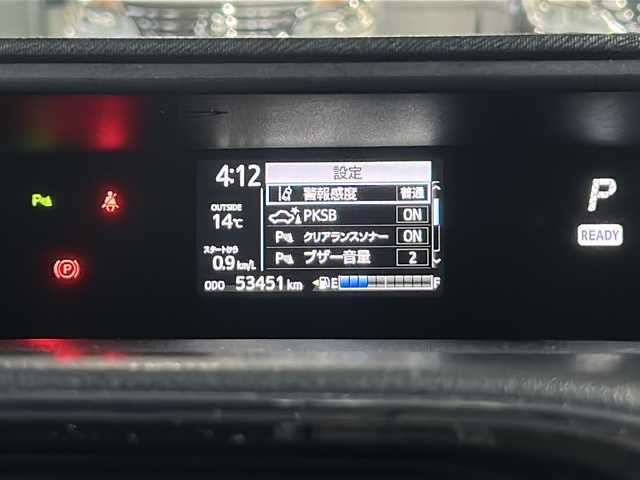 4:12
設定
警報感度 普通
OUTSIDE
14℃
PKSB ON
P クリアランスソナー ON
スタートから
0.9 km/L
P ブザー音量 2
ODO 53451 km E F
P
READY
P
P